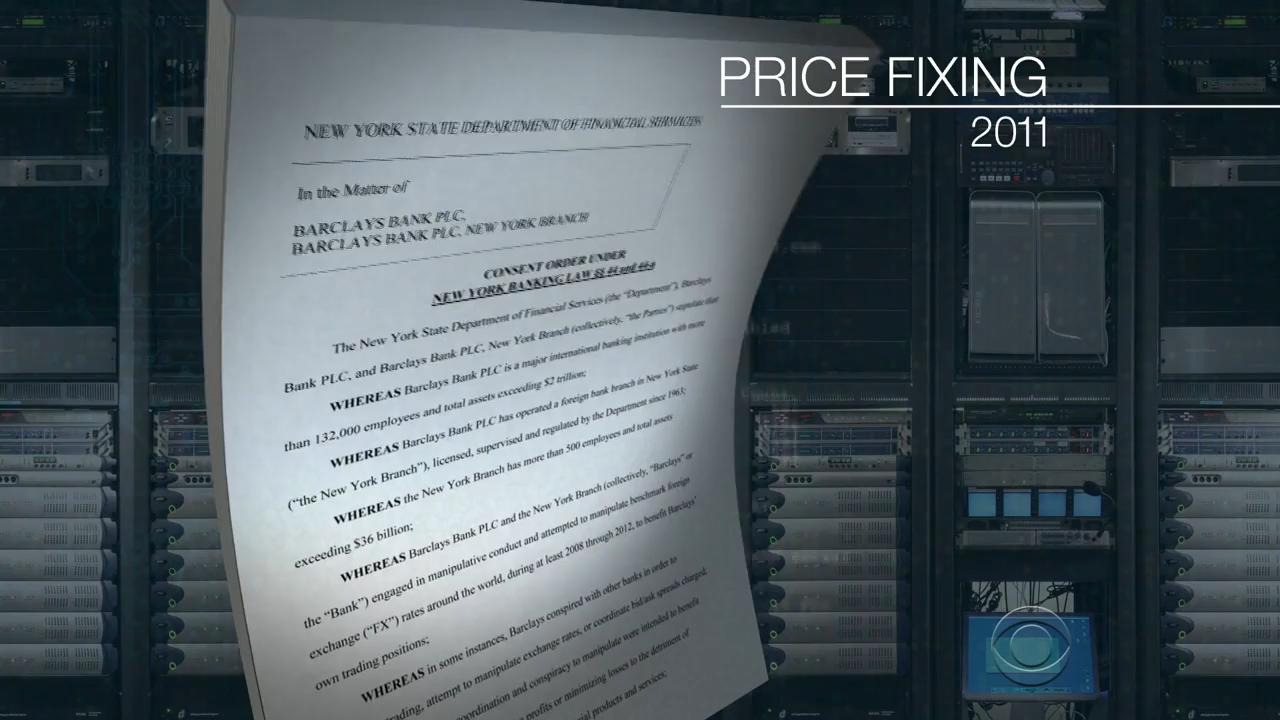 PRICE FIXING
2011
NEW YORK STATE DEPARTMENT OF FINANCIAL SERVICES
In the Matter of
BARCLAYS BANK PLC,
BARCLAYS BANK PLC, NEW YORK BRANCH
CONSENT ORDER UNDER
NEW YORK BANKING LAW §§ 44 and 44-a
The New York State Department of Financial Services (the “Department”), Barclays
Bank PLC, and Barclays Bank PLC, New York Branch (collectively, “the Parties”) stipulate that
WHEREAS Barclays Bank PLC is a major international banking institution with more
than 132,000 employees and total assets exceeding $2 trillion;
WHEREAS Barclays Bank PLC has operated a foreign bank branch in New York State
(“the New York Branch”), licensed, supervised and regulated by the Department since 1963;
WHEREAS the New York Branch has more than 500 employees and total assets
exceeding $36 billion;
WHEREAS Barclays Bank PLC and the New York Branch (collectively, “Barclays” or
the “Bank”) engaged in manipulative conduct and attempted to manipulate benchmark foreign
exchange (“FX”) rates around the world, during at least 2008 through 2012, to benefit Barclays’
own trading positions;
WHEREAS in some instances, Barclays conspired with other banks in order to
trading, attempt to manipulate exchange rates, or coordinate bid/ask spreads charged;
coordination and conspiracy to manipulate were intended to benefit
profits or minimizing losses to the detriment of
products and services;